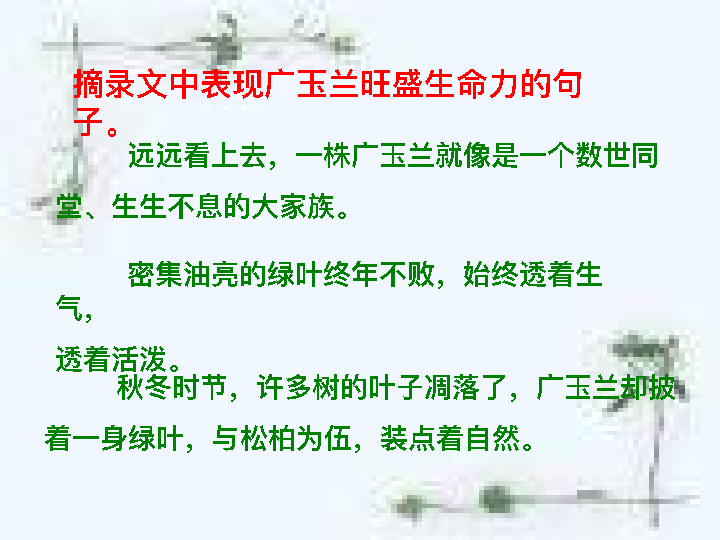 摘录文中表现广玉兰旺盛生命力的句
子。
远远看上去，一株广玉兰就像是一个数世同
堂、生生不息的大家族。
密集油亮的绿叶终年不败，始终透着生
气，
透着活泼。
秋冬时节，许多树的叶子凋落了，广玉兰却披
着一身绿叶，与松柏为伍，装点着自然。